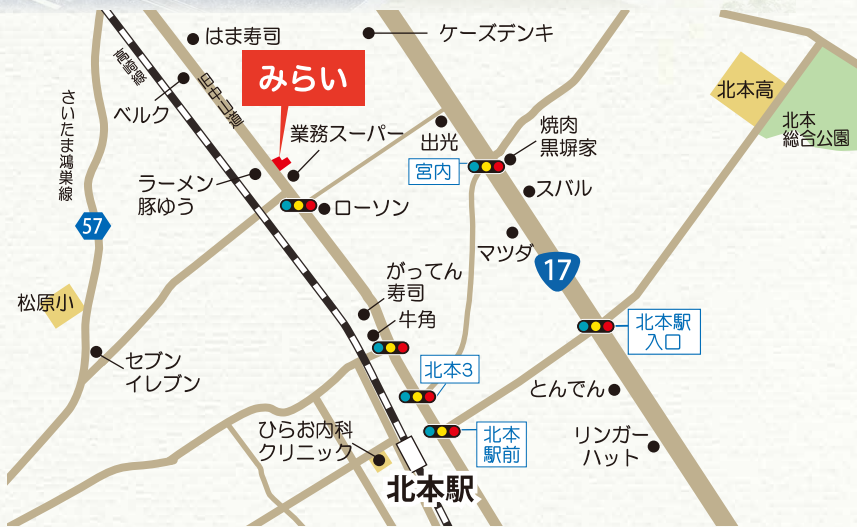 はま寿司
ケーズデンキ
高崎線
旧中山道
みらい
ベルク
さいたま鴻巣線
業務スーパー
出光
焼肉
黒塀家
宮内
北本高
北本
総合公園
ラーメン
豚ゆう
スバル
ローソン
57
マツダ
17
がってん
寿司
松原小
牛角
北本駅
入口
セブン
イレブン
北本3
とんでん
ひらお内科
クリニック
北本
駅前
リンガー
ハット
北本駅